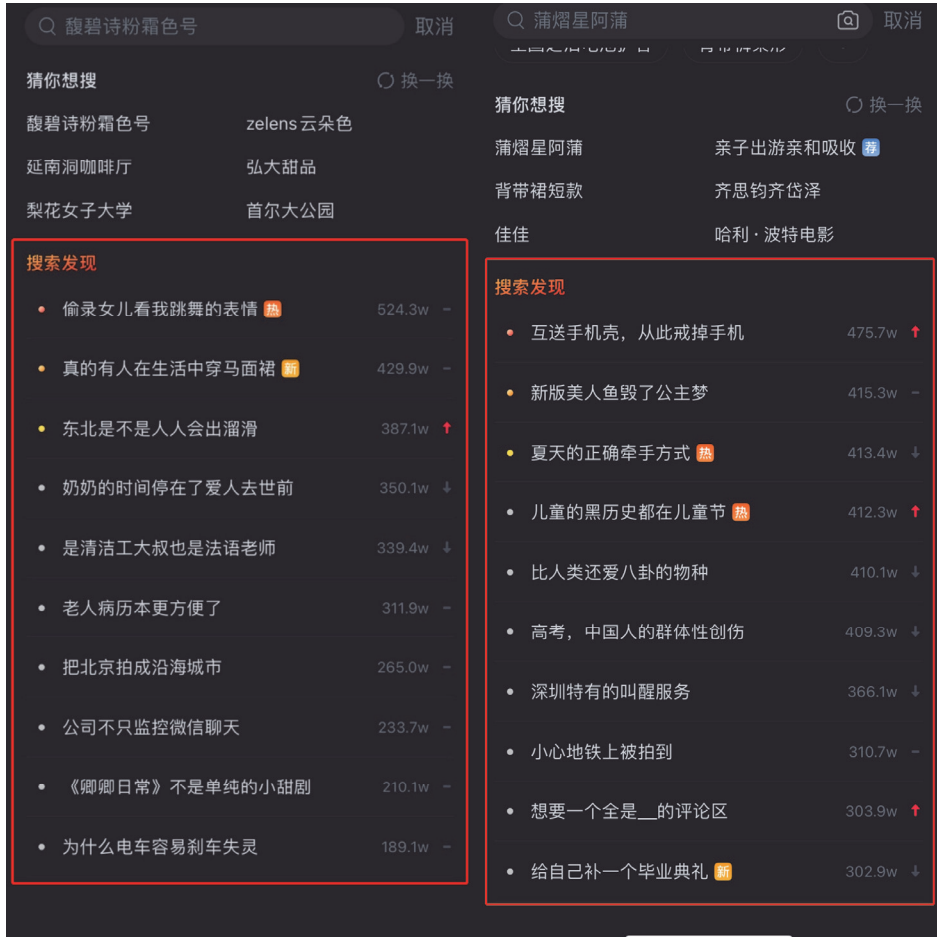 馥碧诗粉霜色号 取消
猜你想搜 换一换
馥碧诗粉霜色号 zelens云朵色
延南洞咖啡厅 弘大甜品
梨花女子大学 首尔大公园
搜索发现
偷录女儿看我跳舞的表情 热 524.3w －
真的有人在生活中穿马面裙 新 429.9w －
东北是不是人人会出溜滑 387.1w ↑
奶奶的时间停在了爱人去世前 350.1w ↓
是清洁工大叔也是法语老师 339.4w ↓
老人病历本更方便了 311.9w －
把北京拍成沿海城市 265.0w －
公司不只监控微信聊天 233.7w －
《卿卿日常》不是单纯的小甜剧 210.1w －
为什么电车容易刹车失灵 189.1w －
蒲熠星阿蒲 取消
猜你想搜 换一换
蒲熠星阿蒲 亲子出游亲和吸收 荐
背带裙短款 齐思钧齐岱泽
佳佳 哈利·波特电影
搜索发现
互送手机壳，从此戒掉手机 475.7w ↑
新版美人鱼毁了公主梦 415.3w －
夏天的正确牵手方式 热 413.4w ↓
儿童的黑历史都在儿童节 热 412.3w ↑
比人类还爱八卦的物种 410.1w ↓
高考，中国人的群体性创伤 409.3w ↓
深圳特有的叫醒服务 366.1w ↓
小心地铁上被拍到 310.7w －
想要一个全是__的评论区 303.9w ↑
给自己补一个毕业典礼 新 302.9w ↓